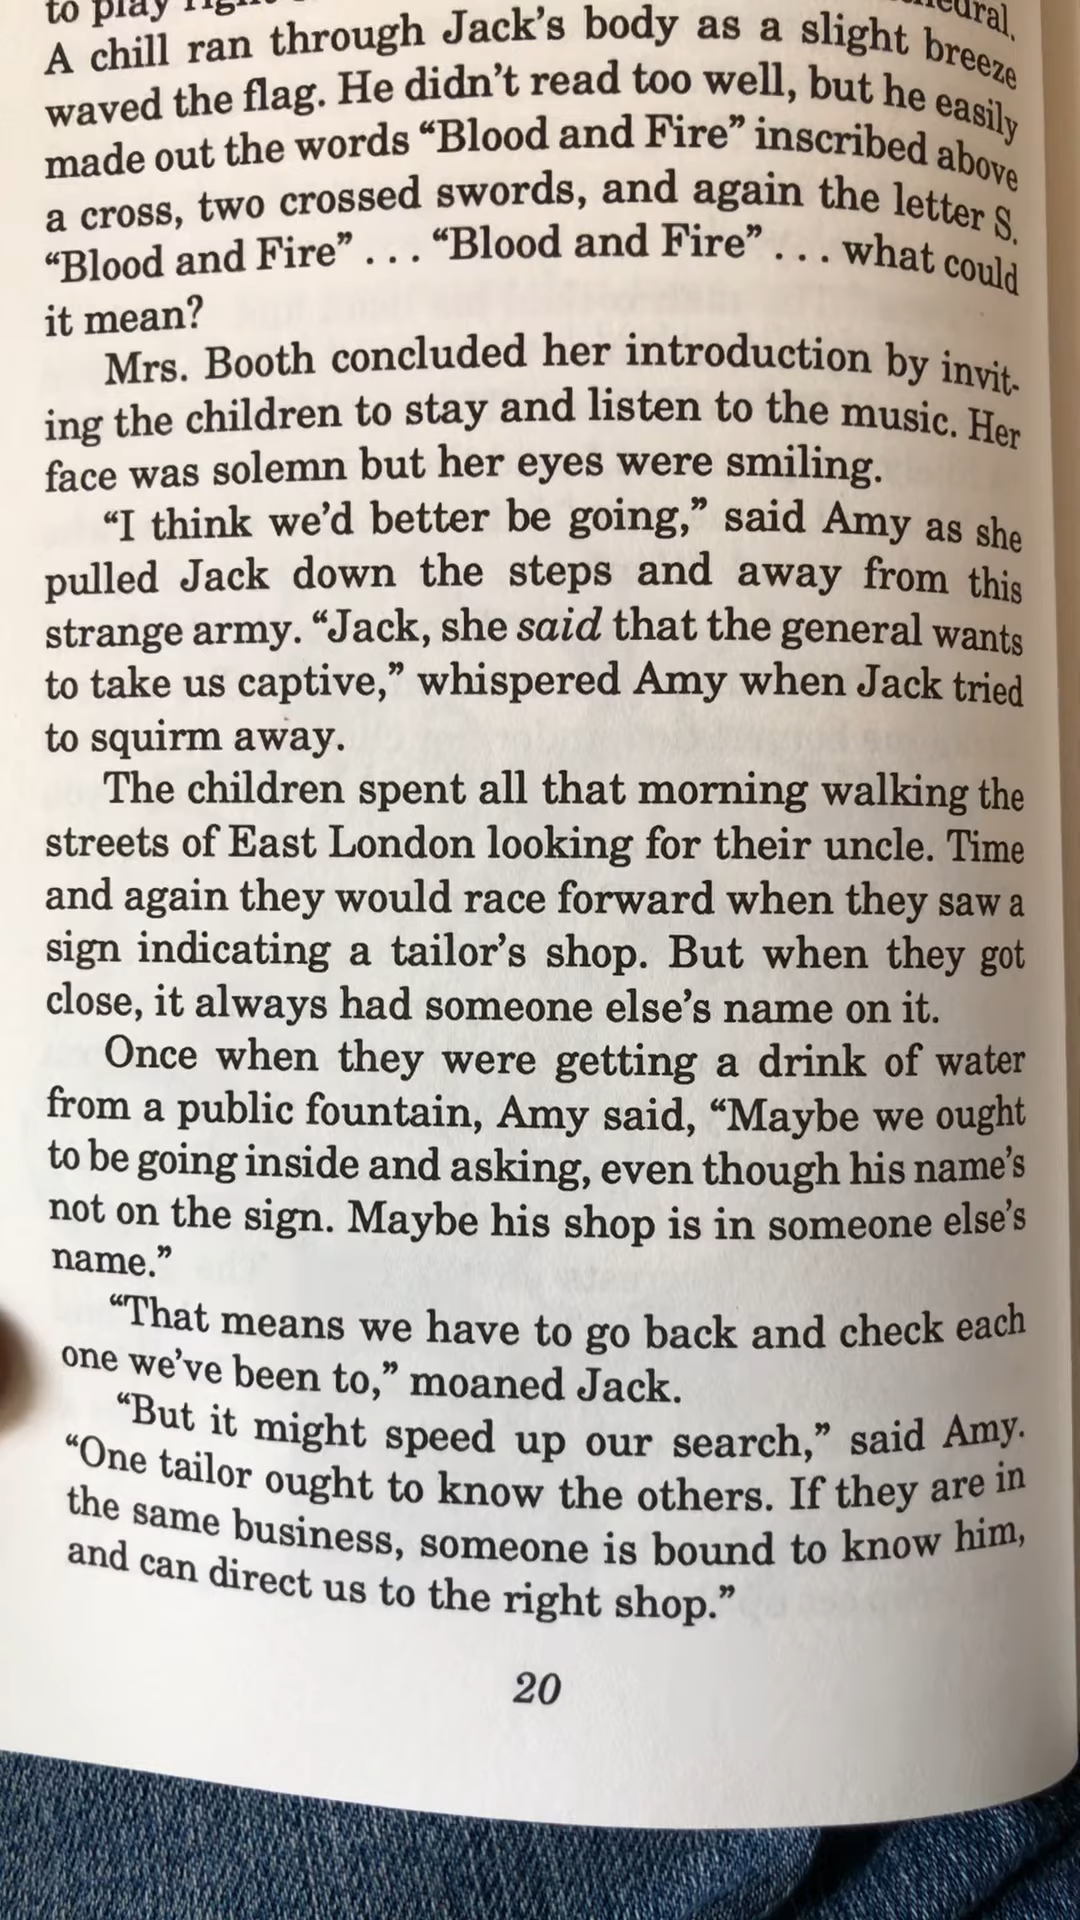 to play
A chill ran through Jack's body as a slight breeze
waved the flag. He didn't read too well, but he easily
made out the words “Blood and Fire” inscribed above
a cross, two crossed swords, and again the letter S.
“Blood and Fire” . . . “Blood and Fire” . . . what could
it mean?
Mrs. Booth concluded her introduction by invit-
ing the children to stay and listen to the music. Her
face was solemn but her eyes were smiling.
“I think we’d better be going,” said Amy as she
pulled Jack down the steps and away from this
strange army. “Jack, she said that the general wants
to take us captive,” whispered Amy when Jack tried
to squirm away.
The children spent all that morning walking the
streets of East London looking for their uncle. Time
and again they would race forward when they saw a
sign indicating a tailor’s shop. But when they got
close, it always had someone else’s name on it.
Once when they were getting a drink of water
from a public fountain, Amy said, “Maybe we ought
to be going inside and asking, even though his name’s
not on the sign. Maybe his shop is in someone else’s
name.”
“That means we have to go back and check each
one we’ve been to,” moaned Jack.
“But it might speed up our search,” said Amy.
“One tailor ought to know the others. If they are in
the same business, someone is bound to know him,
and can direct us to the right shop.”
20